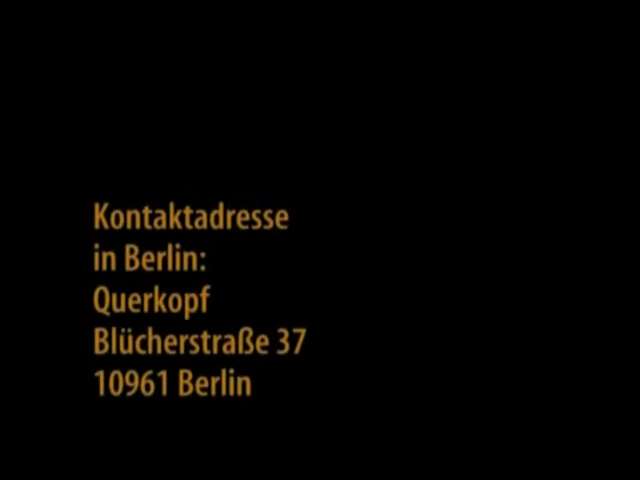 Kontaktadresse
in Berlin:
Querkopf
Blücherstraße 37
10961 Berlin